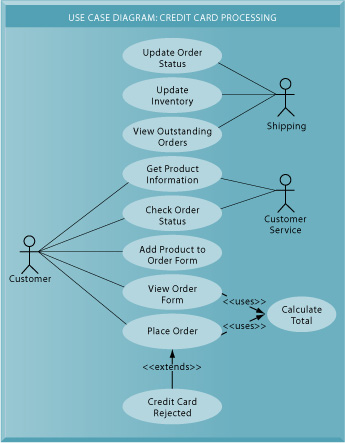 USE CASE DIAGRAM: CREDIT CARD PROCESSING
Update Order
Status
Update
Inventory
Shipping
View Outstanding
Orders
Get Product
Information
Check Order
Status
Customer
Service
Add Product to
Order Form
Customer
View Order
Form
<<uses>>
Calculate
Total
Place Order
<<uses>>
<<extends>>
Credit Card
Rejected